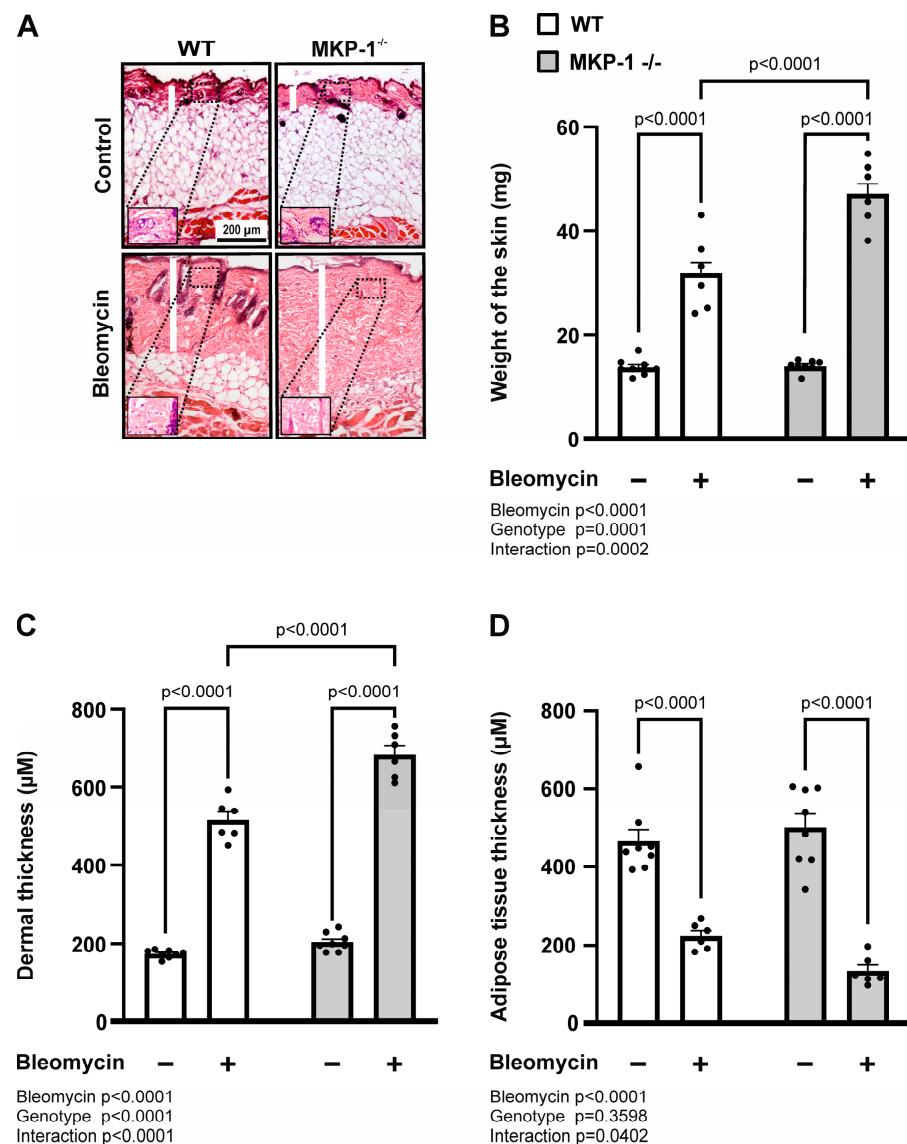 A
WT
MKP-1-/-
Control
200 µm
Bleomycin
B
WT
MKP-1 -/-
p<0.0001
p<0.0001
p<0.0001
Weight of the skin (mg)
60
40
20
0
Bleomycin − + − +
Bleomycin p<0.0001
Genotype p=0.0001
Interaction p=0.0002
C
p<0.0001
p<0.0001
p<0.0001
Dermal thickness (µM)
800
600
400
200
0
Bleomycin − + − +
Bleomycin p<0.0001
Genotype p<0.0001
Interaction p<0.0001
D
p<0.0001
p<0.0001
Adipose tissue thickness (µM)
800
600
400
200
0
Bleomycin − + − +
Bleomycin p<0.0001
Genotype p=0.3598
Interaction p=0.0402